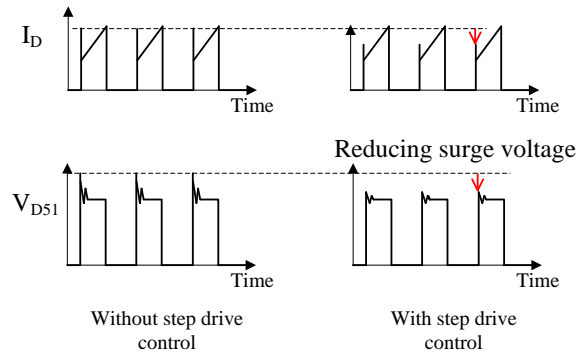 I_D
Time
Time
Reducing surge voltage
V_D51
Time
Time
Without step drive
control
With step drive
control